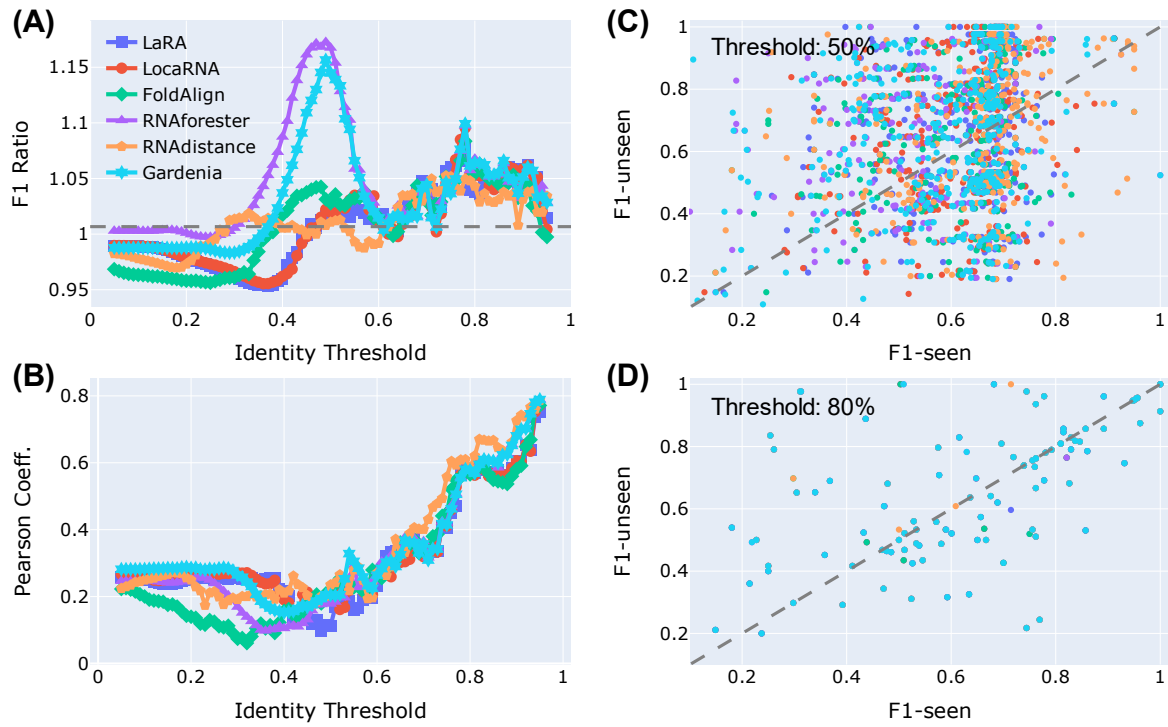 (A)
F1 Ratio
1.15
1.1
1.05
1
0.95
LaRA
LocaRNA
FoldAlign
RNAforester
RNAdistance
Gardenia
0
0.2
0.4
0.6
0.8
1
Identity Threshold
(B)
Pearson Coeff.
0.8
0.6
0.4
0.2
0
0
0.2
0.4
0.6
0.8
1
Identity Threshold
(C)
Threshold: 50%
F1-unseen
1
0.8
0.6
0.4
0.2
0.2
0.4
0.6
0.8
1
F1-seen
(D)
Threshold: 80%
F1-unseen
1
0.8
0.6
0.4
0.2
0.2
0.4
0.6
0.8
1
F1-seen